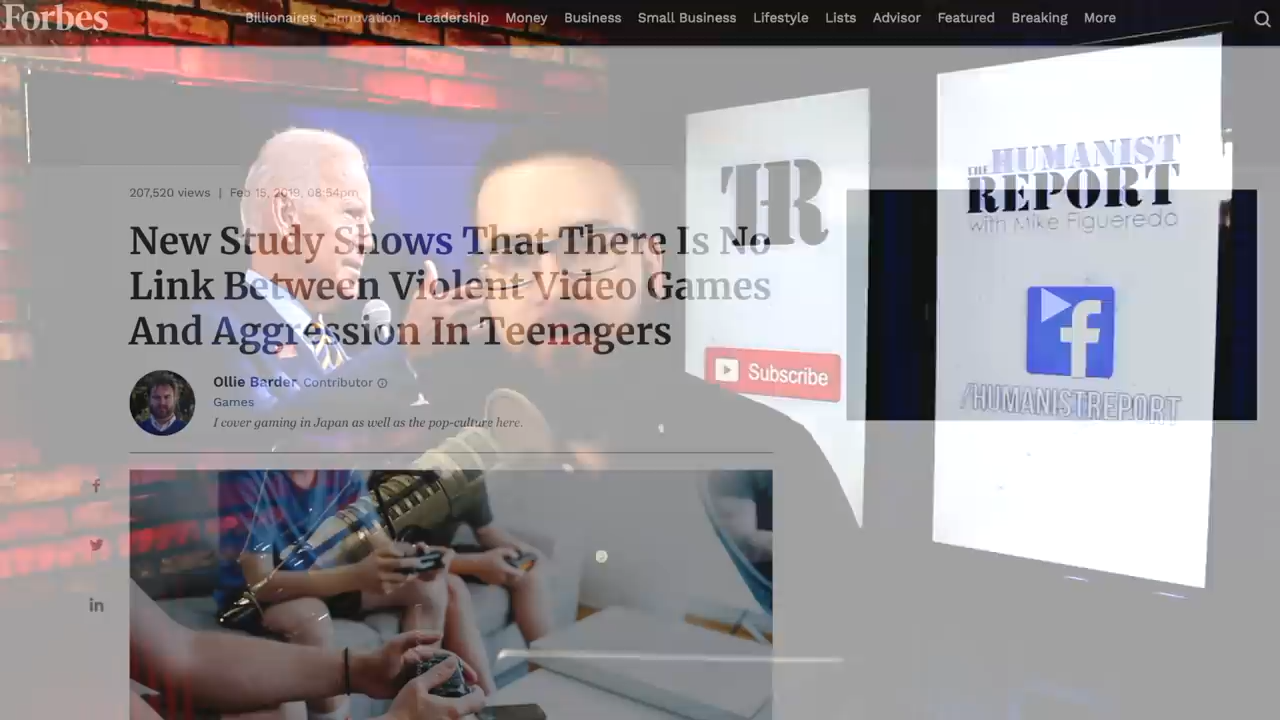 Forbes
Billionaires Innovation Leadership Money Business Small Business Lifestyle Lists Advisor Featured Breaking More
THE HUMANIST
REPORT
with Mike Figueredo
HR
207,520 views | Feb 15, 2019, 08:54pm
New Study Shows That There Is No
Link Between Violent Video Games
And Aggression In Teenagers
Subscribe
Ollie Barder Contributor
Games
I cover gaming in Japan as well as the pop-culture here.
/HUMANISTREPORT